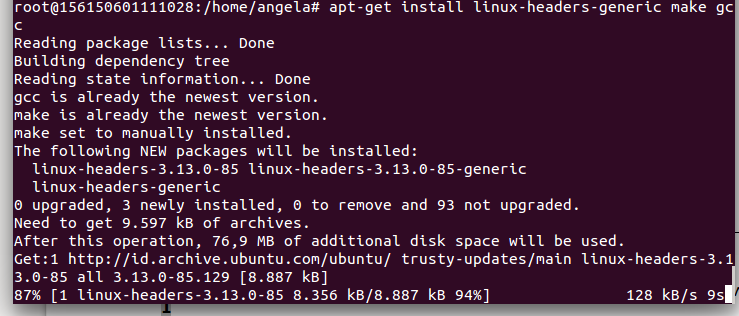 root@156150601111028:/home/angela# apt-get install linux-headers-generic make gc
c
Reading package lists... Done
Building dependency tree
Reading state information... Done
gcc is already the newest version.
make is already the newest version.
make set to manually installed.
The following NEW packages will be installed:
  linux-headers-3.13.0-85 linux-headers-3.13.0-85-generic
  linux-headers-generic
0 upgraded, 3 newly installed, 0 to remove and 93 not upgraded.
Need to get 9.597 kB of archives.
After this operation, 76,9 MB of additional disk space will be used.
Get:1 http://id.archive.ubuntu.com/ubuntu/ trusty-updates/main linux-headers-3.1
3.0-85 all 3.13.0-85.129 [8.887 kB]
87% [1 linux-headers-3.13.0-85 8.356 kB/8.887 kB 94%]                128 kB/s 9s